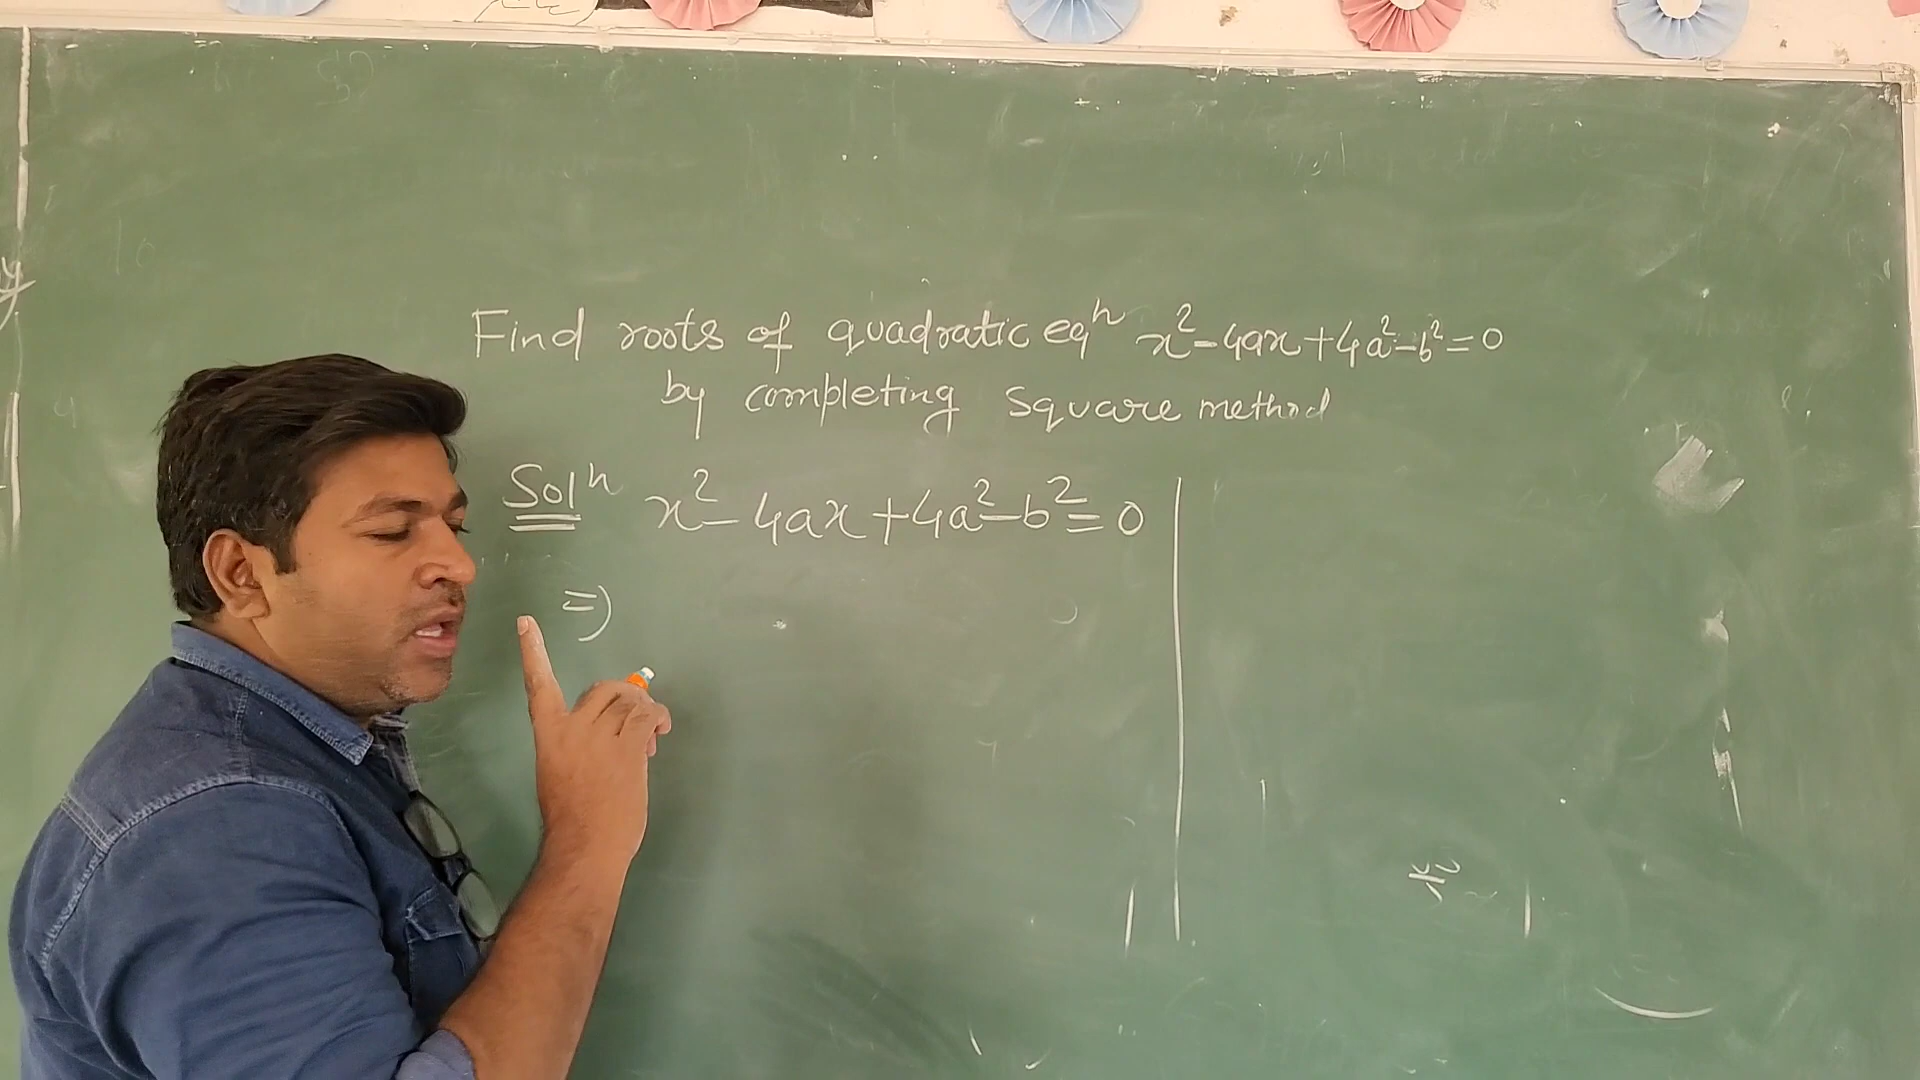 Find roots of quadratic eqⁿ x²-4ax+4a²-b²=0
by completing square method
Solⁿ x²-4ax+4a²-b²=0
=>